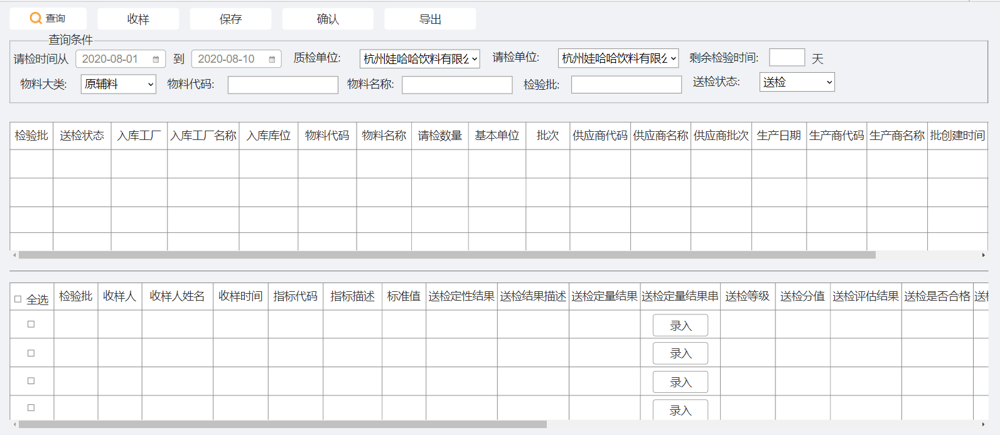 查询 收样 保存 确认 导出
查询条件
请检时间从 2020-08-01 到 2020-08-10 质检单位: 杭州娃哈哈饮料有限 请检单位: 杭州娃哈哈饮料有限 剩余检验时间: 天
物料大类: 原辅料 物料代码: 物料名称: 检验批: 送检状态: 送检
检验批 送检状态 入库工厂 入库工厂名称 入库库位 物料代码 物料名称 请检数量 基本单位 批次 供应商代码 供应商名称 供应商批次 生产日期 生产商代码 生产商名称 批创建时间
全选 检验批 收样人 收样人姓名 收样时间 指标代码 指标描述 标准值 送检定性结果 送检结果描述 送检定量结果 送检定量结果串 送检等级 送检分值 送检评估结果 送检是否合格 送
录入
录入
录入
录入